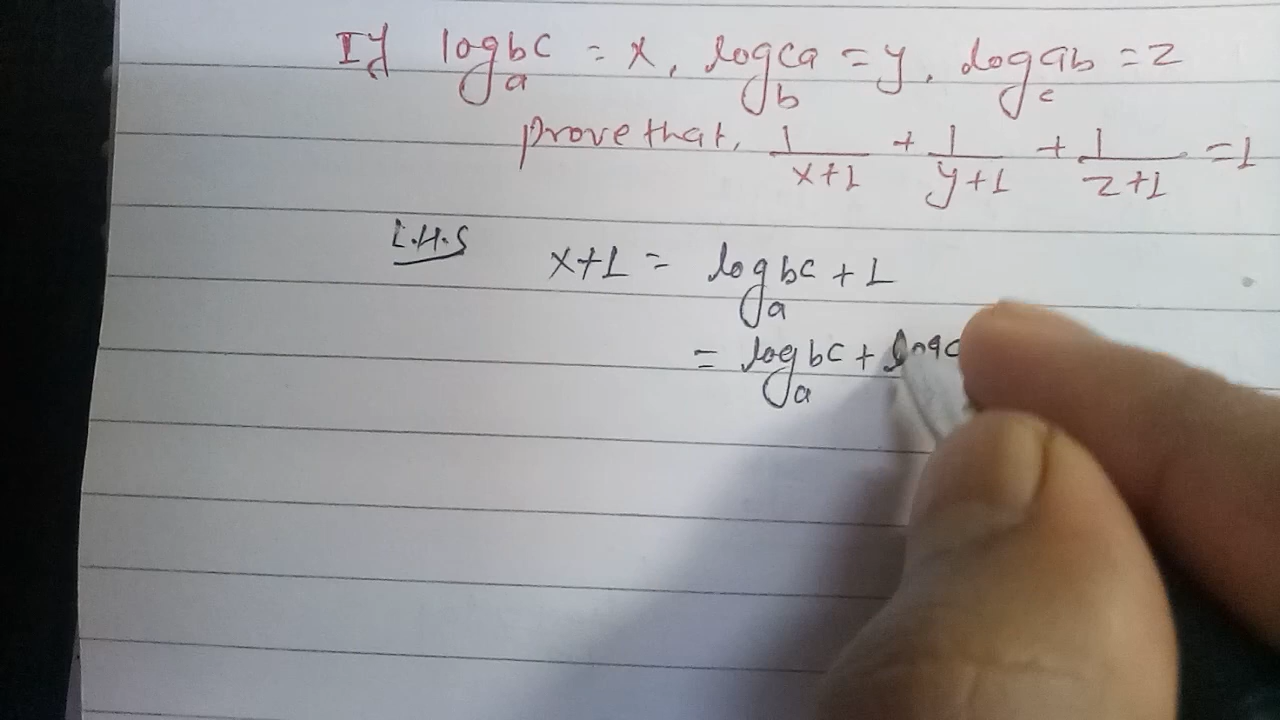 If log_a bc = x, log_b ca = y, log_c ab = z
prove that, 1/(x+1) + 1/(y+1) + 1/(z+1) = 1
L.H.S x+1 = log_a bc + 1
= log_a bc + log